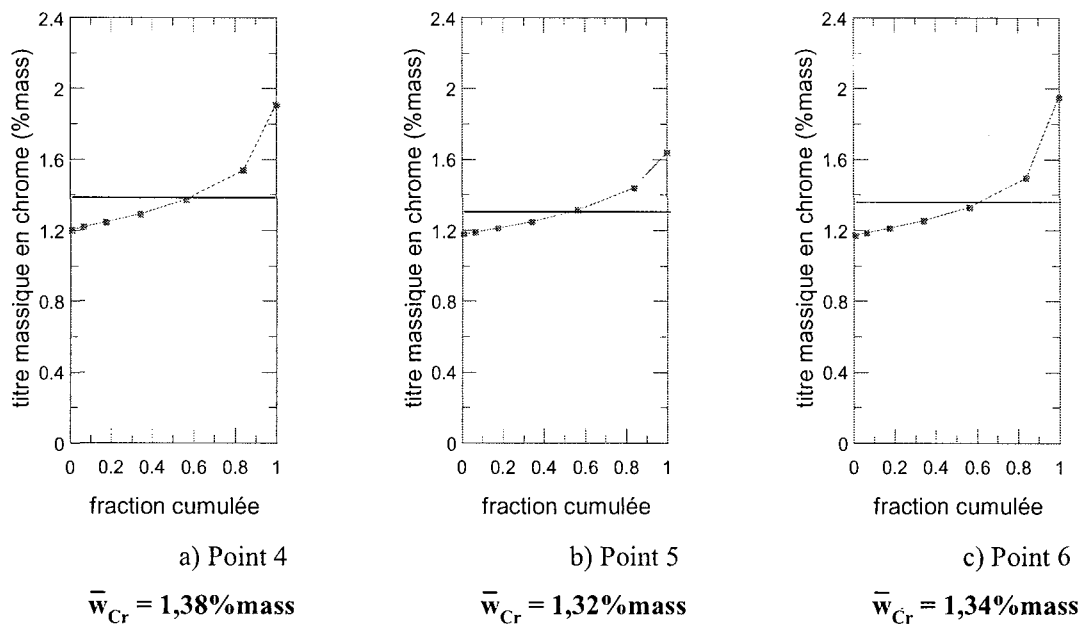 2.4
2
1.6
1.2
0.8
0.4
0
titre massique en chrome (%mass)
0 0.2 0.4 0.6 0.8 1
fraction cumulée
a) Point 4
w̅Cr = 1,38%mass
2.4
2
1.6
1.2
0.8
0.4
0
titre massique en chrome (%mass)
0 0.2 0.4 0.6 0.8 1
fraction cumulée
b) Point 5
w̅Cr = 1,32%mass
2.4
2
1.6
1.2
0.8
0.4
0
titre massique en chrome (%mass)
0 0.2 0.4 0.6 0.8 1
fraction cumulée
c) Point 6
w̅Cr = 1,34%mass